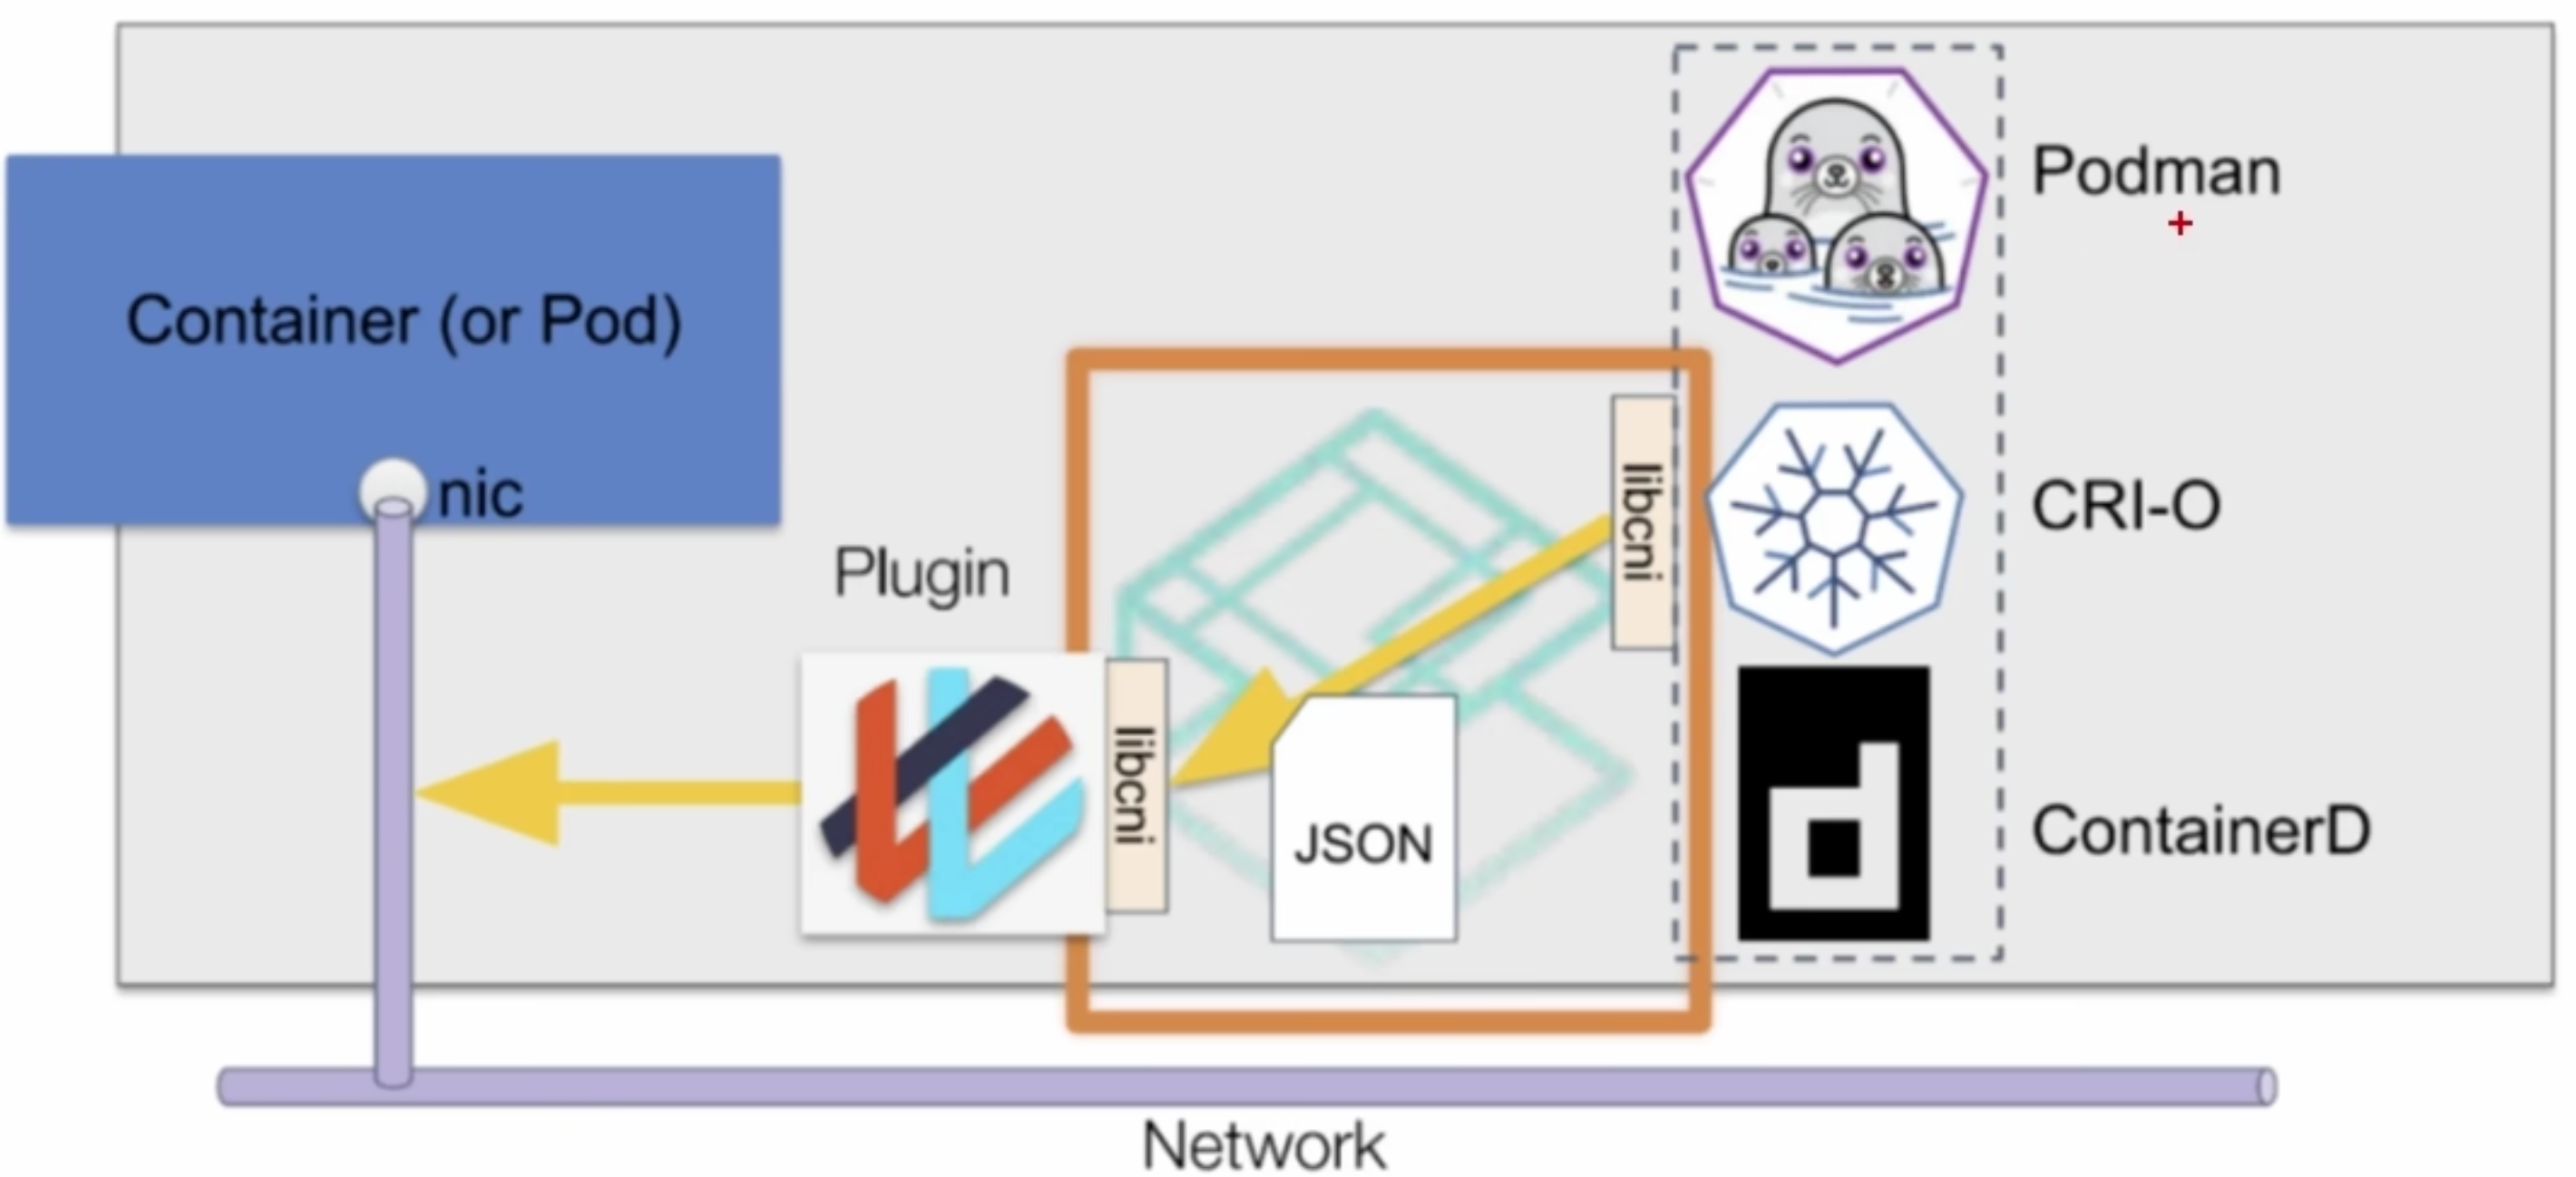 Podman
Container (or Pod)
nic
libcni
CRI-O
Plugin
libcni
JSON
ContainerD
Network